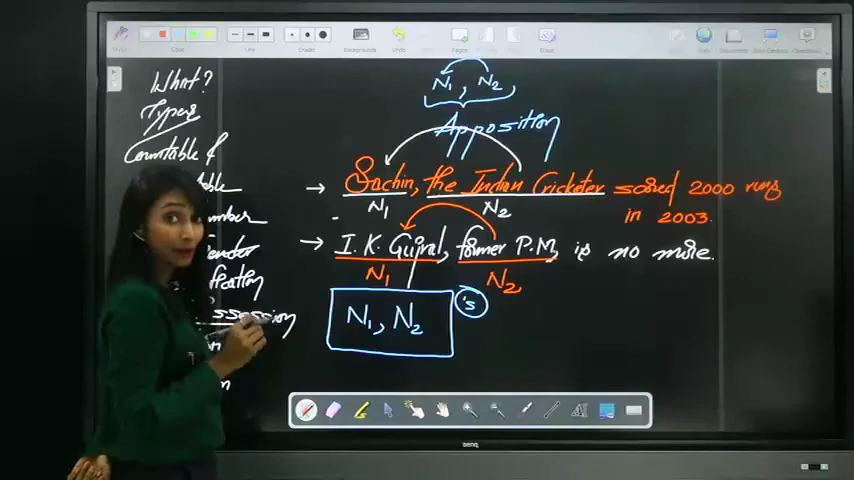 What?
Types
Countable &
N1, N2
Apposition
→ Sachin, the Indian Cricketer scored 2000 runs
N1 N2
in 2003.
→ I.K. Gujral, former P.M, is no more.
N1 N2
N1, N2 's
BenQ